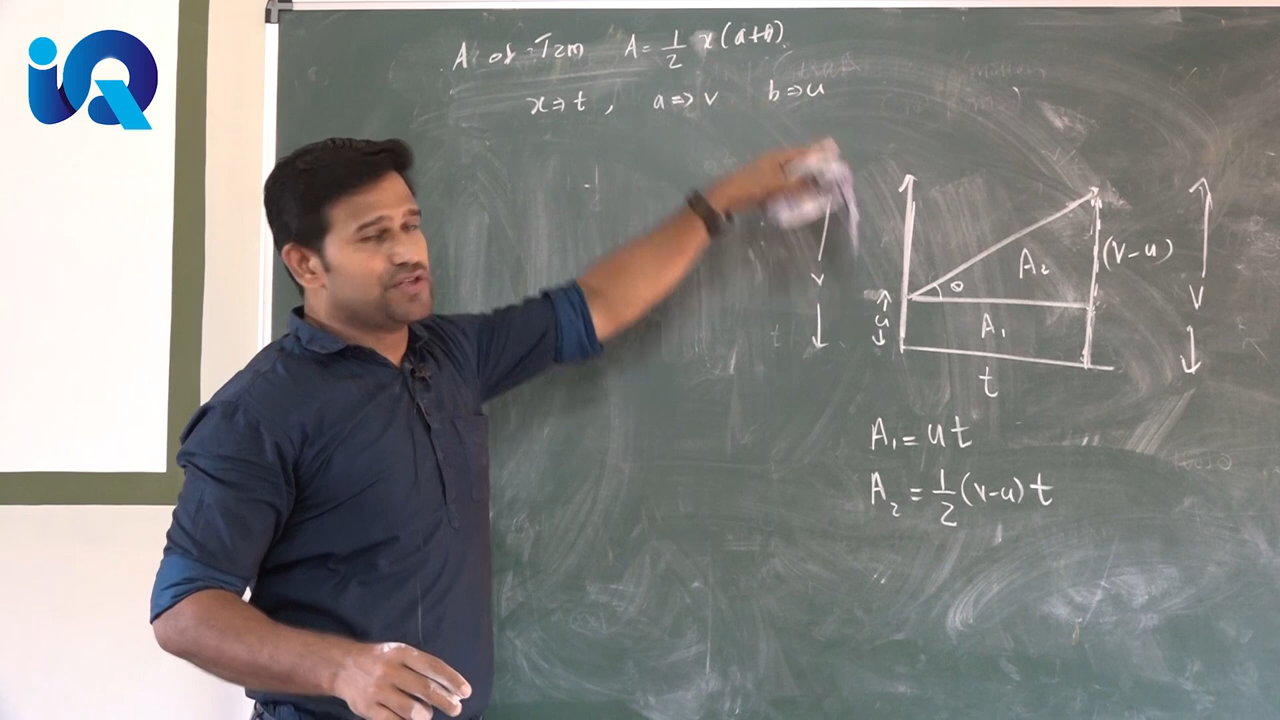 iQ
A of Tzm A = 1/2 x (a+b)
x ⇒ t , a ⇒ v b ⇒ u
v
t
u
θ
A₂
(v-u)
v
A₁
t
A₁ = ut
A₂ = 1/2 (v-u) t